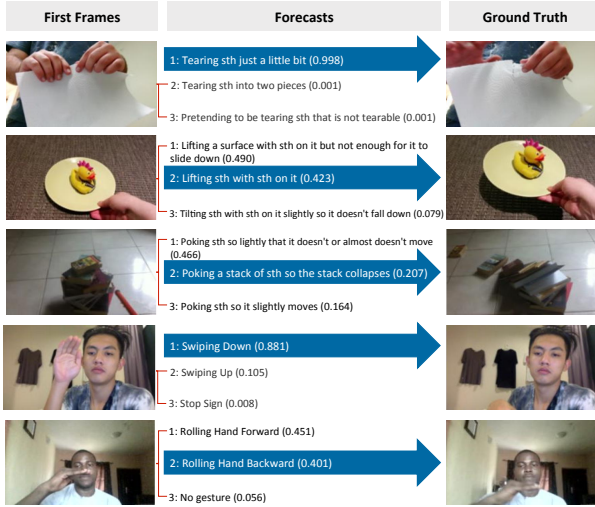 First Frames
Forecasts
Ground Truth
1: Tearing sth just a little bit (0.998)
2: Tearing sth into two pieces (0.001)
3: Pretending to be tearing sth that is not tearable (0.001)
1: Lifting a surface with sth on it but not enough for it to
slide down (0.490)
2: Lifting sth with sth on it (0.423)
3: Tilting sth with sth on it slightly so it doesn't fall down (0.079)
1: Poking sth so lightly that it doesn't or almost doesn't move
(0.466)
2: Poking a stack of sth so the stack collapses (0.207)
3: Poking sth so it slightly moves (0.164)
1: Swiping Down (0.881)
2: Swiping Up (0.105)
3: Stop Sign (0.008)
1: Rolling Hand Forward (0.451)
2: Rolling Hand Backward (0.401)
3: No gesture (0.056)